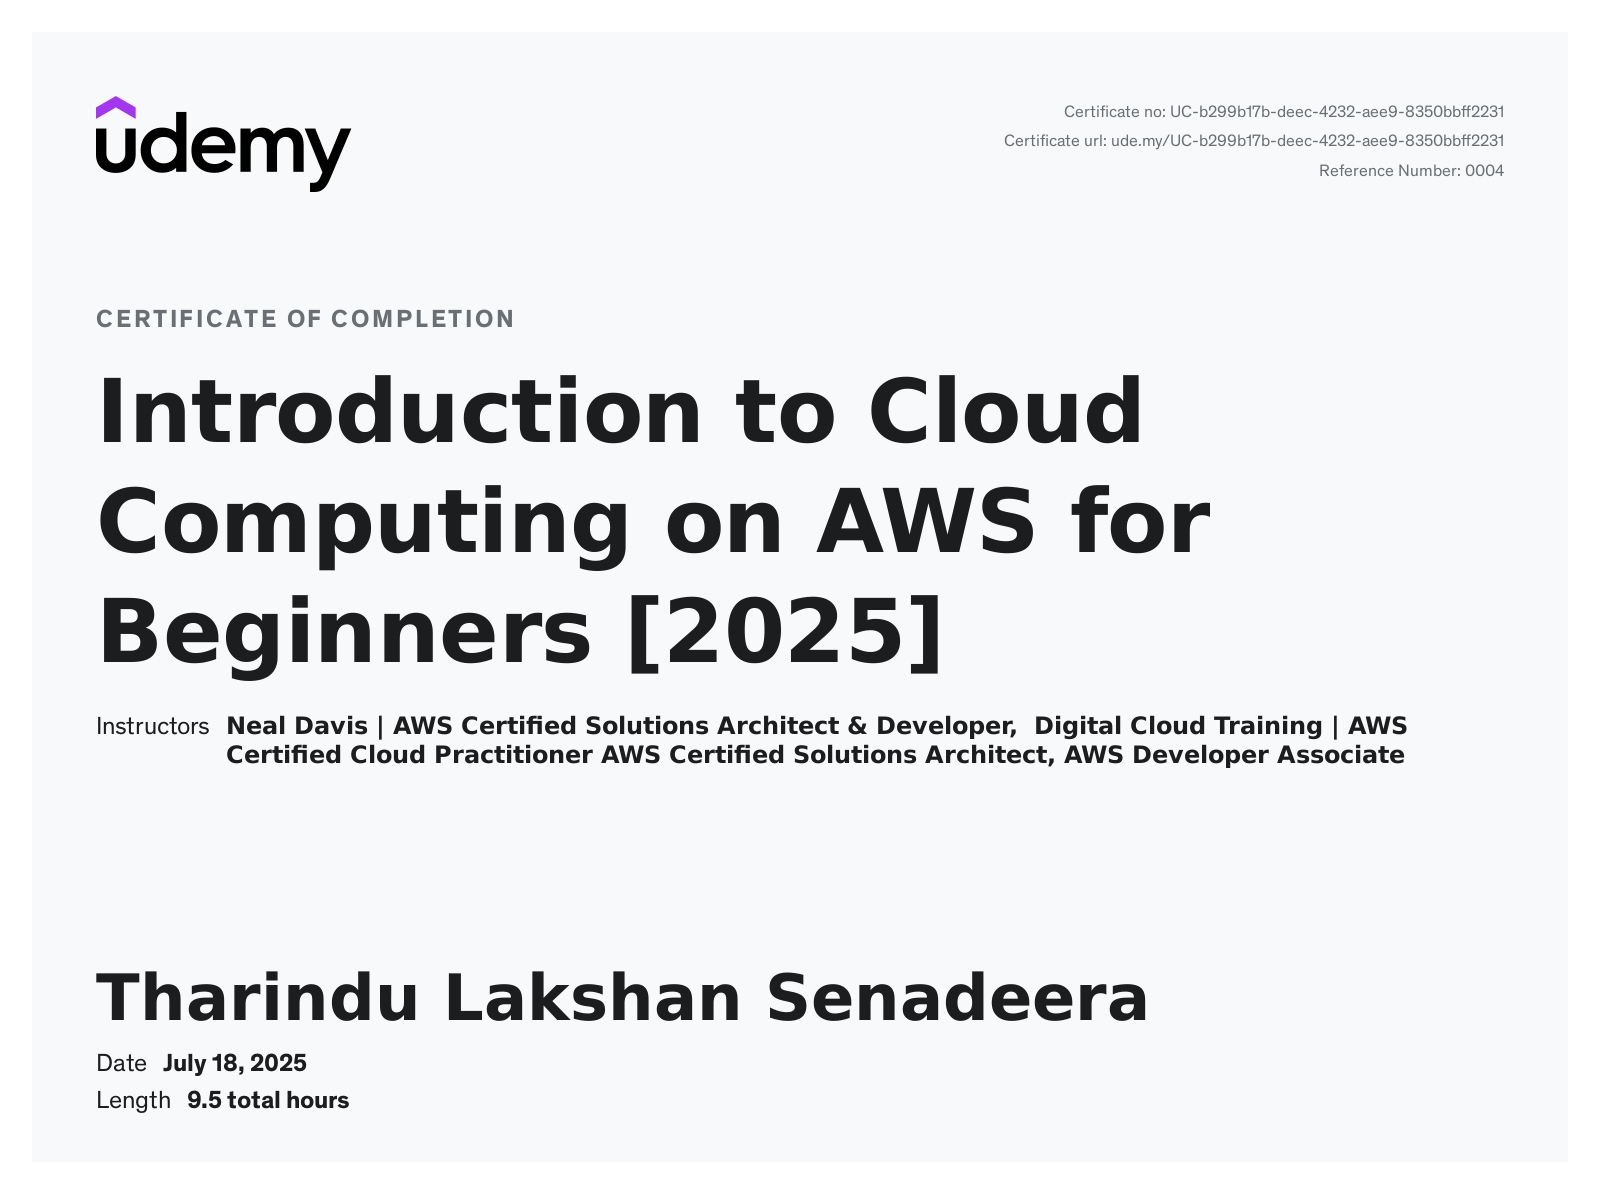 udemy
Certificate no: UC-b299b17b-deec-4232-aee9-8350bbff2231
Certificate url: ude.my/UC-b299b17b-deec-4232-aee9-8350bbff2231
Reference Number: 0004
CERTIFICATE OF COMPLETION
Introduction to Cloud
Computing on AWS for
Beginners [2025]
Instructors Neal Davis | AWS Certified Solutions Architect & Developer, Digital Cloud Training | AWS
Certified Cloud Practitioner AWS Certified Solutions Architect, AWS Developer Associate
Tharindu Lakshan Senadeera
Date July 18, 2025
Length 9.5 total hours